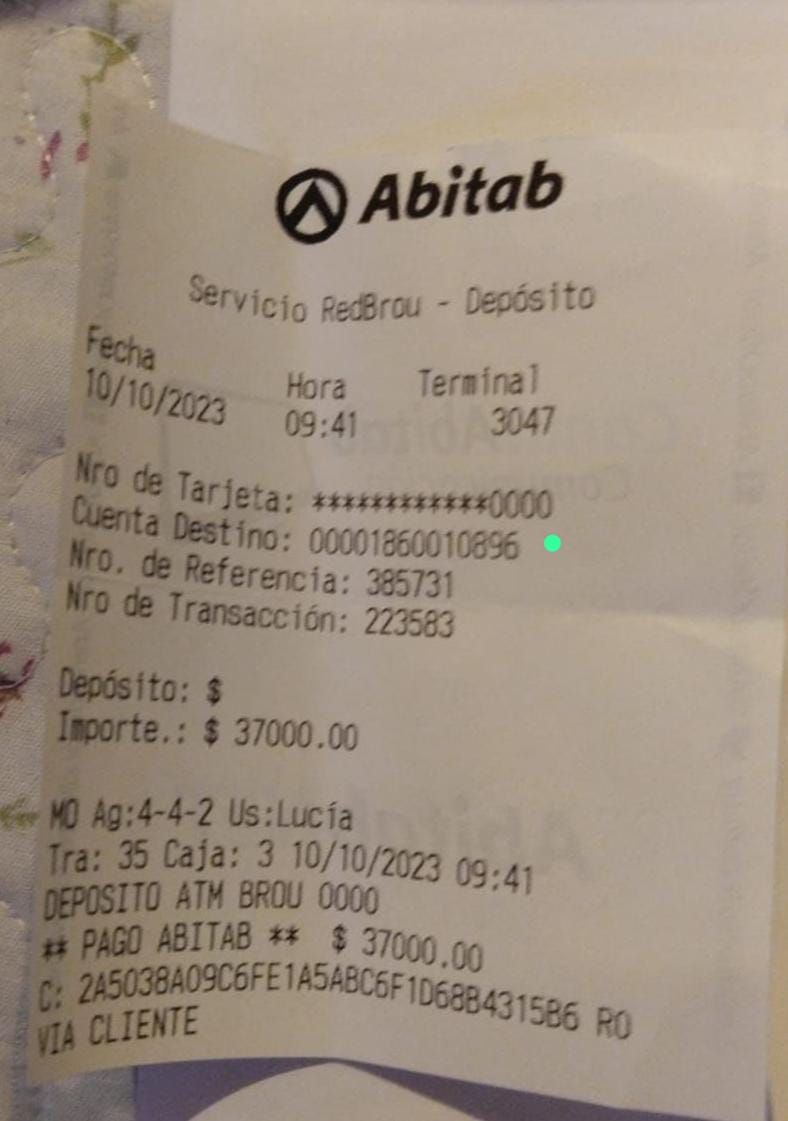 Abitab
Servicio RedBrou - Depósito
Fecha Hora Terminal
10/10/2023 09:41 3047
Nro de Tarjeta: ************0000
Cuenta Destino: 00001860010896
Nro. de Referencia: 385731
Nro de Transacción: 223583
Depósito: $
Importe.: $ 37000.00
MO Ag:4-4-2 Us:Lucía
Tra: 35 Caja: 3 10/10/2023 09:41
DEPOSITO ATM BROU 0000
** PAGO ABITAB ** $ 37000.00
C: 2A5038A09C6FE1A5ABC6F1D68B4315B6 RO
VIA CLIENTE